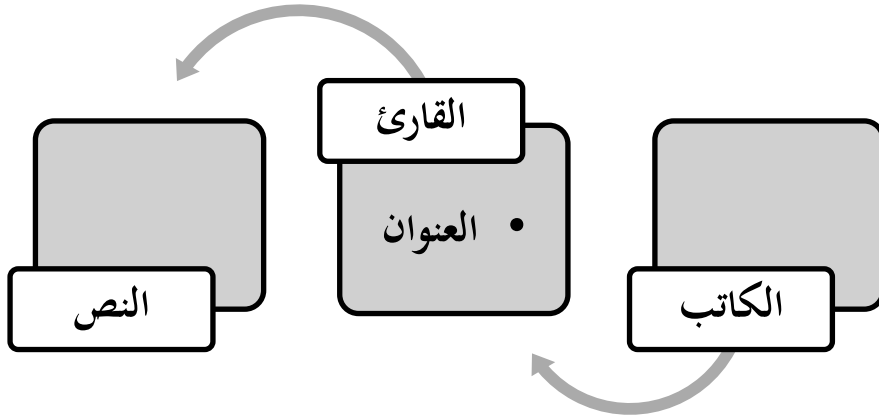 الكاتب
القارئ
• العنوان
النص